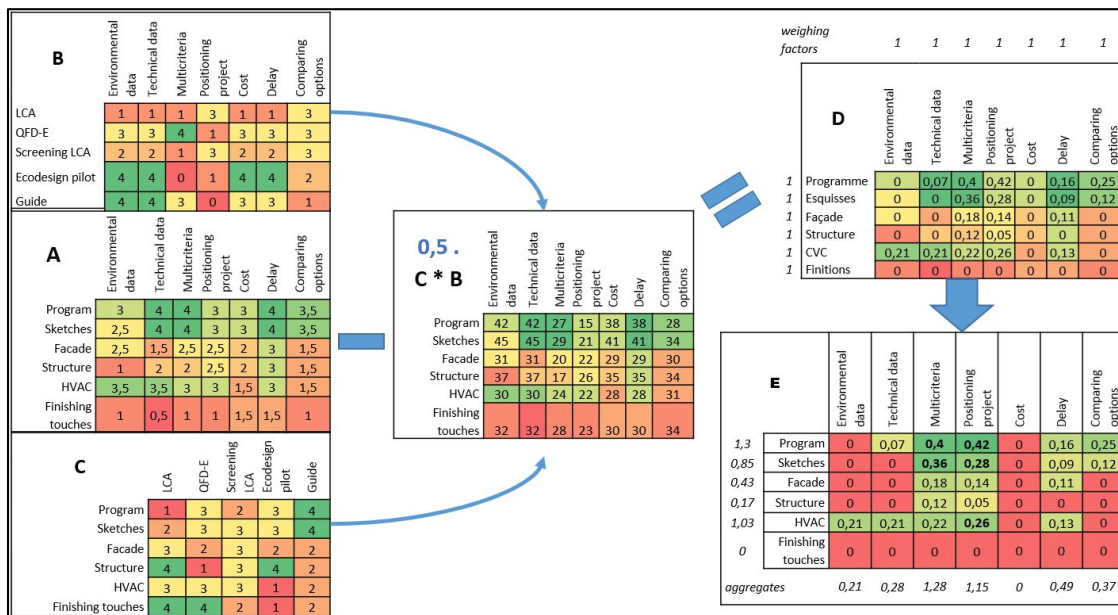 B
Environmental data
Technical data
Multicriteria
Positioning project
Cost
Delay
Comparing options
LCA 1 1 1 3 1 1 3
QFD-E 3 3 4 1 3 3 3
Screening LCA 2 2 1 3 2 2 3
Ecodesign pilot 4 4 0 1 4 4 2
Guide 4 4 3 0 3 3 1
A
Environmental data
Technical data
Multicriteria
Positioning project
Cost
Delay
Comparing options
Program 3 4 4 3 3 4 3,5
Sketches 2,5 4 4 3 3 4 3,5
Facade 2,5 1,5 2,5 2,5 2 3 1,5
Structure 1 2 2 2,5 2 3 1,5
HVAC 3,5 3,5 3 3 1,5 3 1,5
Finishing touches 1 0,5 1 1 1,5 1,5 1
C
LCA
QFD-E
Screening LCA
Ecodesign pilot
Guide
Program 1 3 2 3 4
Sketches 2 3 3 3 4
Facade 3 2 3 2 2
Structure 4 1 3 4 2
HVAC 3 3 3 1 2
Finishing touches 4 4 2 1 2
0,5 .
C * B
Environmental data
Technical data
Multicriteria
Positioning project
Cost
Delay
Comparing options
Program 42 42 27 15 38 38 28
Sketches 45 45 29 21 41 41 34
Facade 31 31 20 22 29 29 30
Structure 37 37 17 26 35 35 34
HVAC 30 30 24 22 28 28 31
Finishing touches 32 32 28 23 30 30 34
weighing factors 1 1 1 1 1 1 1
D
Environmental data
Technical data
Multicriteria
Positioning project
Cost
Delay
Comparing options
1 Programme 0 0,07 0,4 0,42 0 0,16 0,25
1 Esquisses 0 0 0,36 0,28 0 0,09 0,12
1 Façade 0 0 0,18 0,14 0 0,11 0
1 Structure 0 0 0,12 0,05 0 0 0
1 CVC 0,21 0,21 0,22 0,26 0 0,13 0
1 Finitions 0 0 0 0 0 0 0
E
Environmental data
Technical data
Multicriteria
Positioning project
Cost
Delay
Comparing options
1,3 Program 0 0,07 0,4 0,42 0 0,16 0,25
0,85 Sketches 0 0 0,36 0,28 0 0,09 0,12
0,43 Facade 0 0 0,18 0,14 0 0,11 0
0,17 Structure 0 0 0,12 0,05 0 0 0
1,03 HVAC 0,21 0,21 0,22 0,26 0 0,13 0
0 Finishing touches 0 0 0 0 0 0 0
aggregates 0,21 0,28 1,28 1,15 0 0,49 0,37